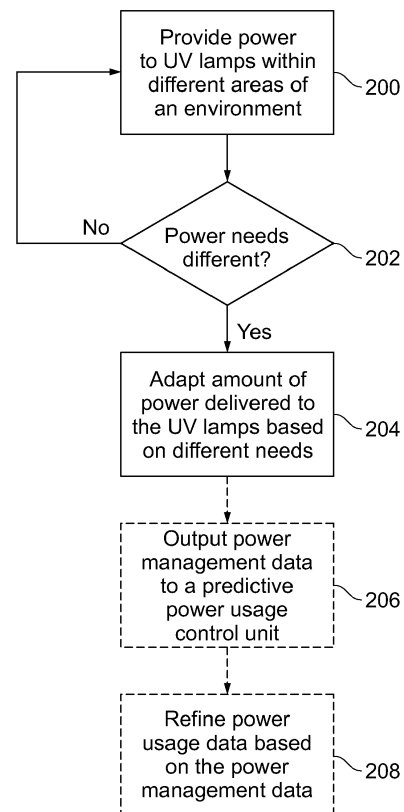 Provide power
to UV lamps within
different areas of
an environment
200
No
Power needs
different?
202
Yes
Adapt amount of
power delivered to
the UV lamps based
on different needs
204
Output power
management data
to a predictive
power usage
control unit
206
Refine power
usage data based
on the power
management data
208